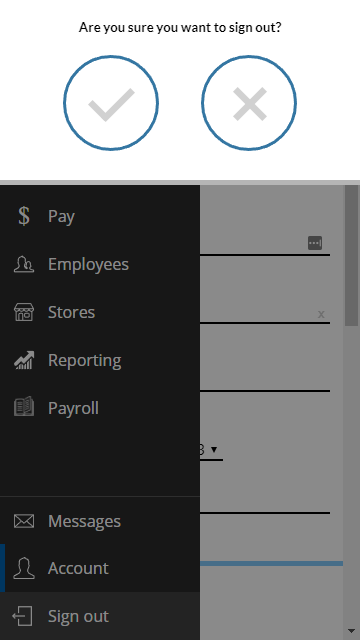 Are you sure you want to sign out?
Pay
Employees
x
Stores
Reporting
Payroll
3
Messages
Account
Sign out